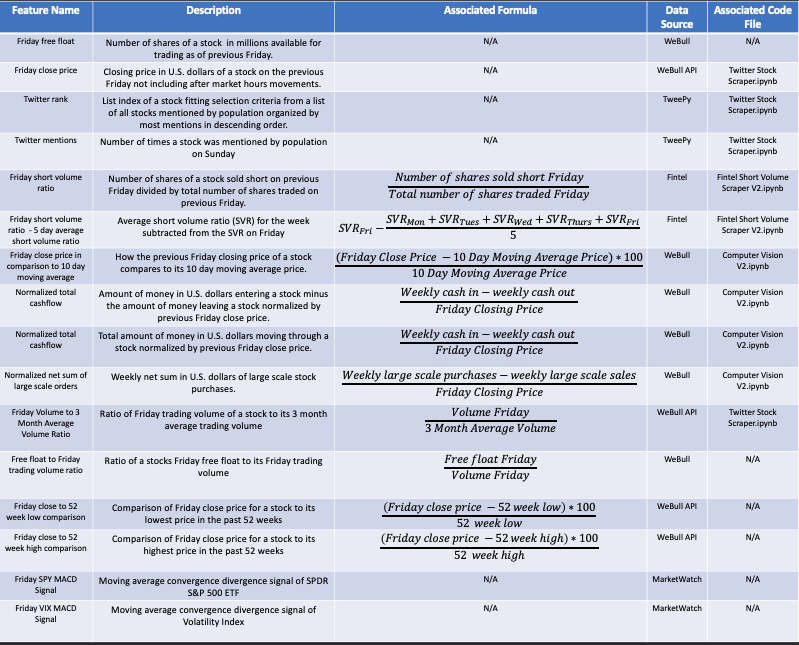 Feature Name
Description
Associated Formula
Data
Source
Associated Code
File
Friday free float
Number of shares of a stock in millions available for
trading as of previous Friday.
N/A
WeBull
N/A
Friday close price
Closing price in U.S. dollars of a stock on the previous
Friday not including after market hours movements.
N/A
WeBull API
Twitter Stock
Scraper.ipynb
Twitter rank
List index of a stock fitting selection criteria from a list
of all stocks mentioned by population organized by
most mentions in descending order.
N/A
TweePy
Twitter Stock
Scraper.ipynb
Twitter mentions
Number of times a stock was mentioned by population
on Sunday
N/A
TweePy
Twitter Stock
Scraper.ipynb
Friday short volume
ratio
Number of shares of a stock sold short on previous
Friday divided by total number of shares traded on
previous Friday.
Number of shares sold short Friday
Total number of shares traded Friday
Fintel
Fintel Short Volume
Scraper V2.ipynb
Friday short volume
ratio - 5 day average
short volume ratio
Average short volume ratio (SVR) for the week
subtracted from the SVR on Friday
SVR_Fri − SVR_Mon + SVR_Tues + SVR_Wed + SVR_Thurs + SVR_Fri
5
Fintel
Fintel Short Volume
Scraper V2.ipynb
Friday close price in
comparison to 10 day
moving average
How the previous Friday closing price of a stock
compares to its 10 day moving average price.
(Friday Close Price − 10 Day Moving Average Price) * 100
10 Day Moving Average Price
WeBull
Computer Vision
V2.ipynb
Normalized total
cashflow
Amount of money in U.S. dollars entering a stock minus
the amount of money leaving a stock normalized by
previous Friday close price.
Weekly cash in − weekly cash out
Friday Closing Price
WeBull
Computer Vision
V2.ipynb
Normalized total
cashflow
Total amount of money in U.S. dollars moving through a
stock normalized by previous Friday close price.
Weekly cash in − weekly cash out
Friday Closing Price
WeBull
Computer Vision
V2.ipynb
Normalized net sum of
large scale orders
Weekly net sum in U.S. dollars of large scale stock
purchases.
Weekly large scale purchases − weekly large scale sales
Friday Closing Price
WeBull
Computer Vision
V2.ipynb
Friday Volume to 3
Month Average
Volume Ratio
Ratio of Friday trading volume of a stock to its 3 month
average trading volume
Volume Friday
3 Month Average Volume
WeBull API
Twitter Stock
Scraper.ipynb
Free float to Friday
trading volume ratio
Ratio of a stocks Friday free float to its Friday trading
volume
Free float Friday
Volume Friday
WeBull
N/A
Friday close to 52
week low comparison
Comparison of Friday close price for a stock to its
lowest price in the past 52 weeks
(Friday close price − 52 week low) * 100
52 week low
WeBull API
N/A
Friday close to 52
week high comparison
Comparison of Friday close price for a stock to its
highest price in the past 52 weeks
(Friday close price − 52 week high) * 100
52 week high
WeBull API
N/A
Friday SPY MACD
Signal
Moving average convergence divergence signal of SPDR
S&P 500 ETF
N/A
MarketWatch
N/A
Friday VIX MACD
Signal
Moving average convergence divergence signal of
Volatility Index
N/A
MarketWatch
N/A